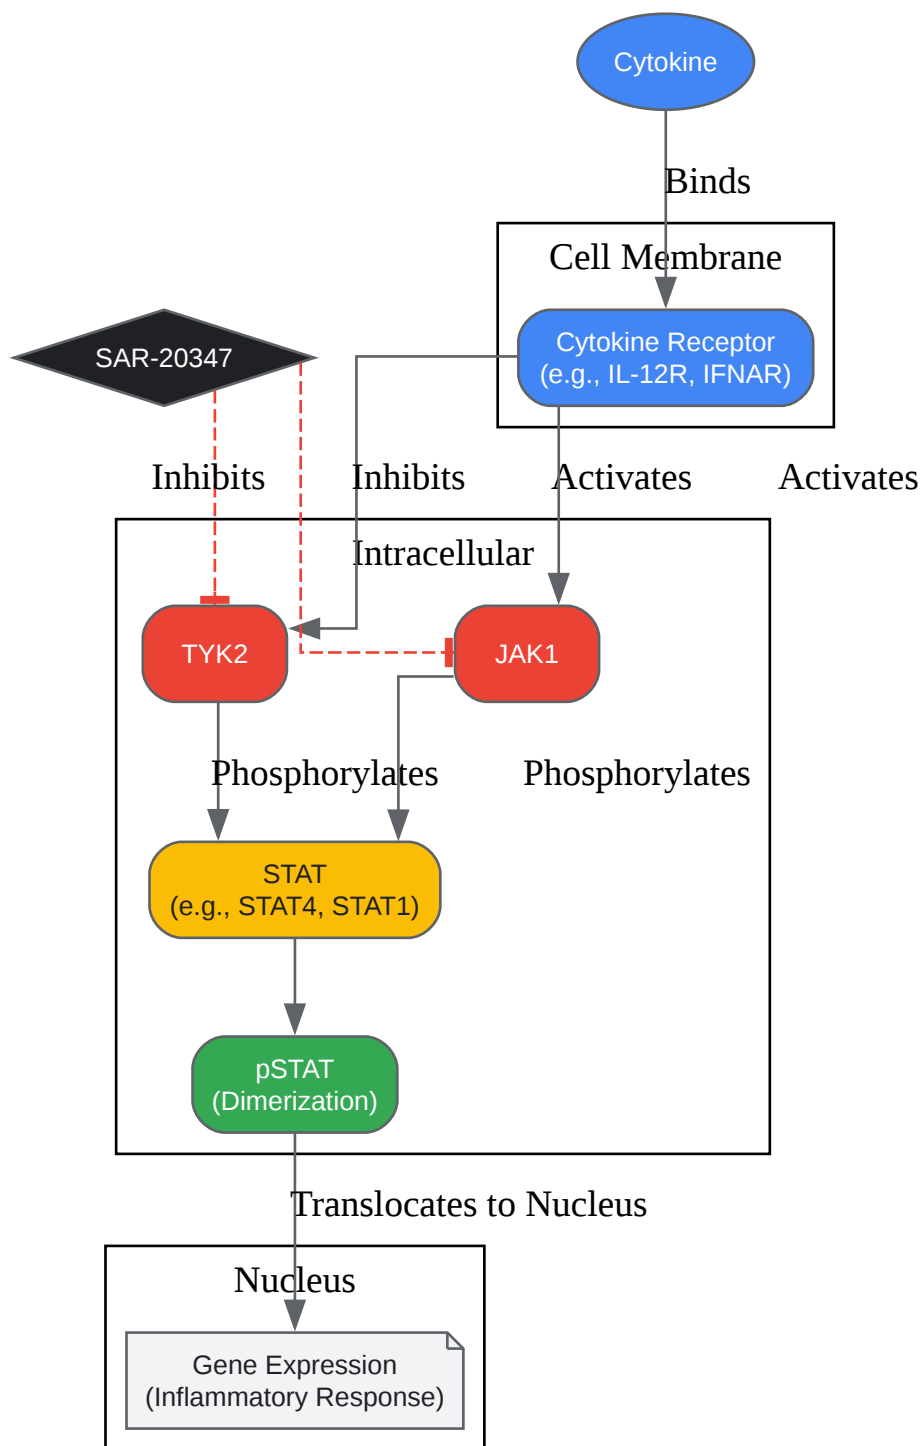 Cytokine
Binds
Cell Membrane
SAR-20347
Cytokine Receptor
(e.g., IL-12R, IFNAR)
Inhibits
Inhibits
Activates
Activates
Intracellular
TYK2
JAK1
Phosphorylates
Phosphorylates
STAT
(e.g., STAT4, STAT1)
pSTAT
(Dimerization)
Translocates to Nucleus
Nucleus
Gene Expression
(Inflammatory Response)